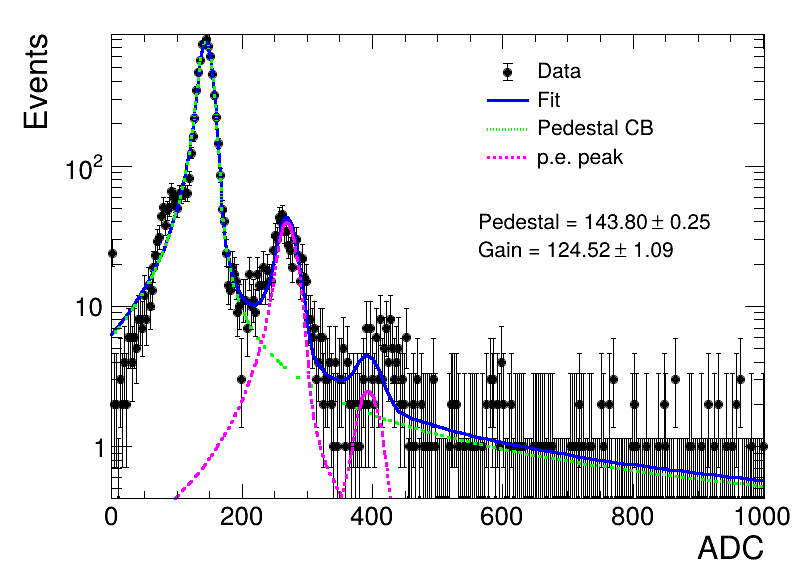 Events
Data
Fit
Pedestal CB
p.e. peak
Pedestal = 143.80 ± 0.25
Gain = 124.52 ± 1.09
10²
10
1
0 200 400 600 800 1000
ADC